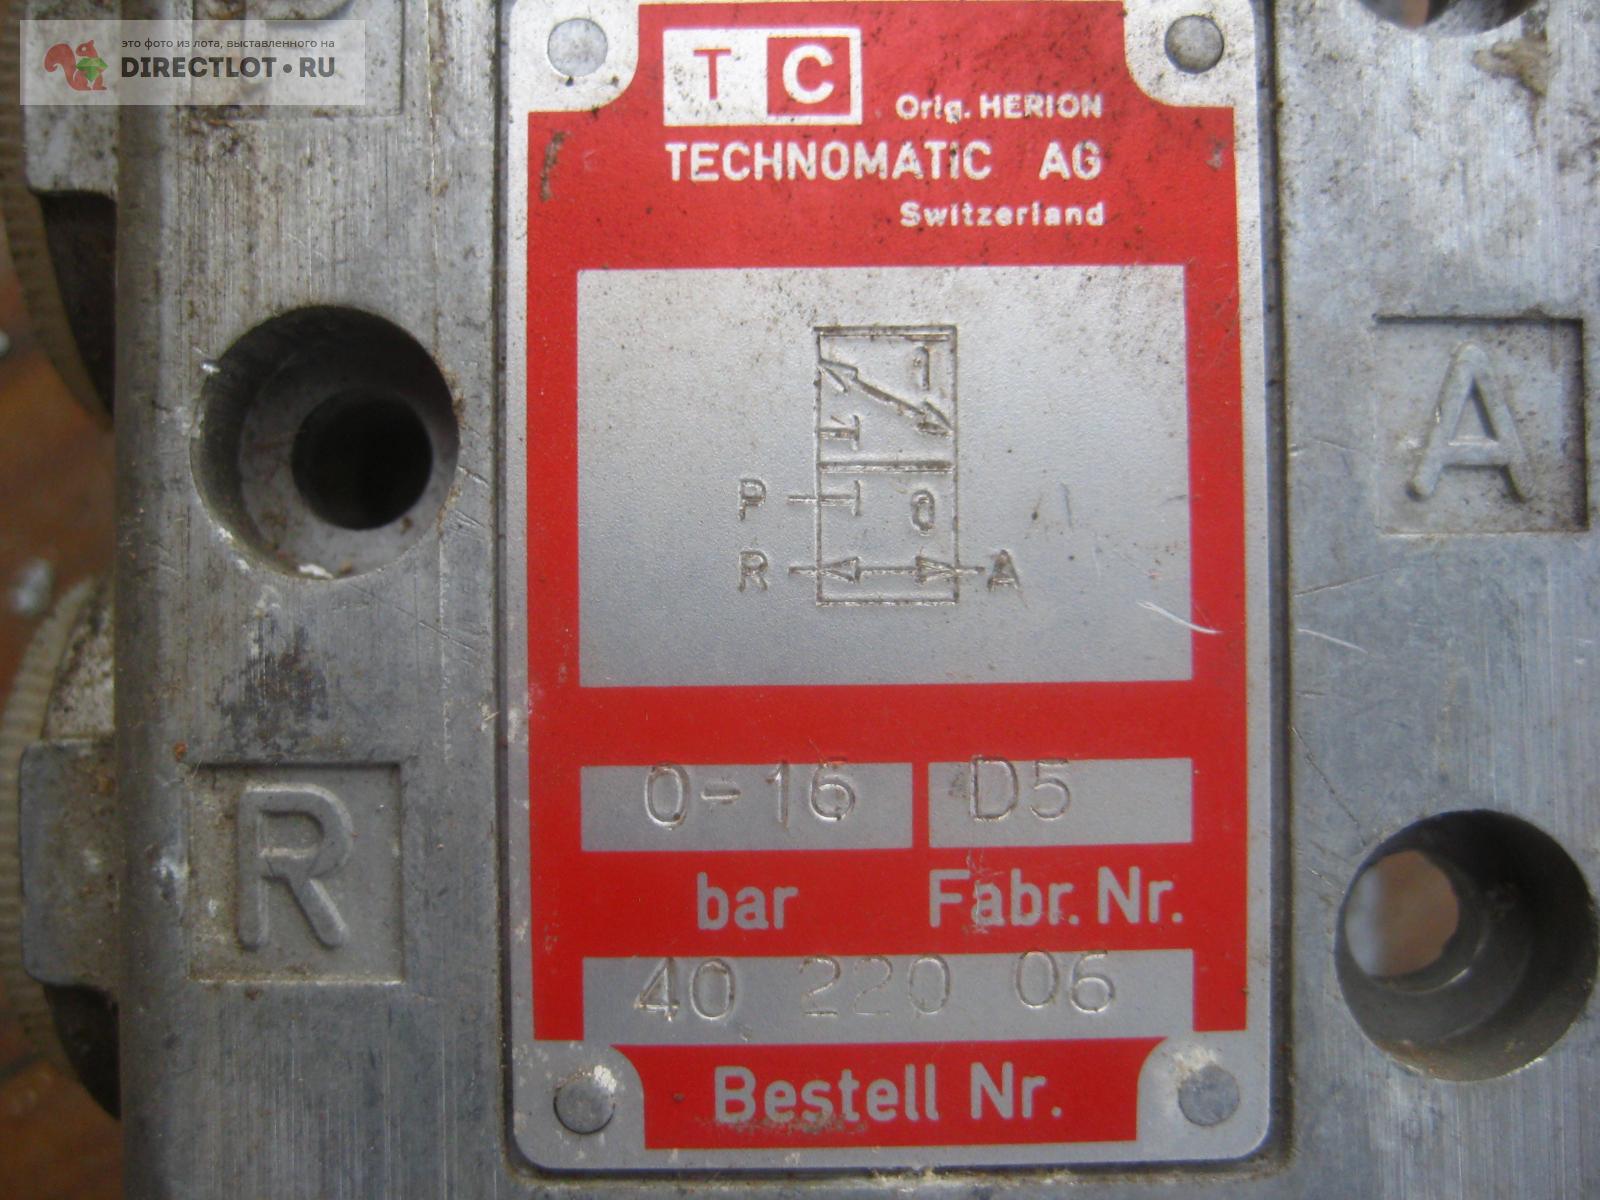 это фото из лота, выставленного на
DIRECTLOT•RU
P
TC
Orig. HERION
TECHNOMATIC AG
Switzerland
1
0
P
R
A
A
R
0-16
D5
bar
Fabr. Nr.
40 220 06
Bestell Nr.